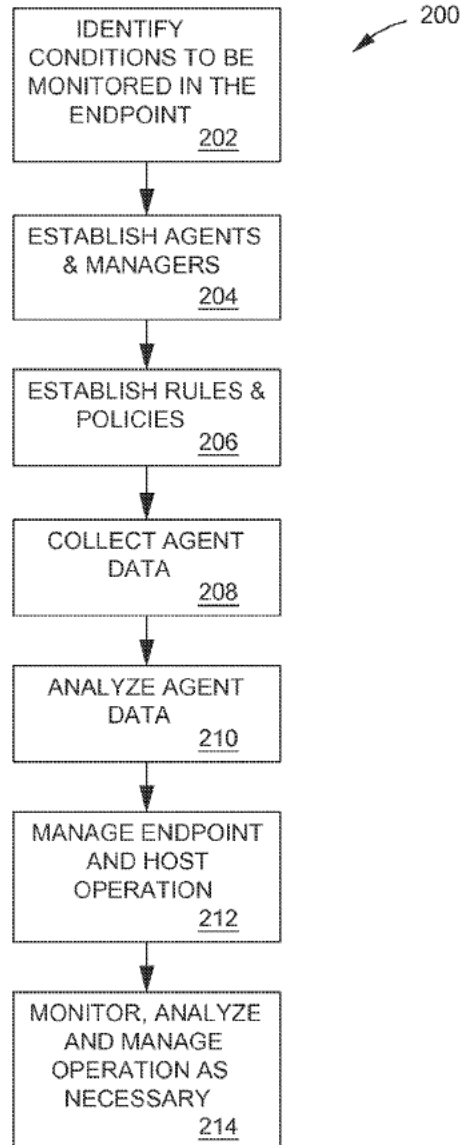 200
IDENTIFY
CONDITIONS TO BE
MONITORED IN THE
ENDPOINT
202
ESTABLISH AGENTS
& MANAGERS
204
ESTABLISH RULES &
POLICIES
206
COLLECT AGENT
DATA
208
ANALYZE AGENT
DATA
210
MANAGE ENDPOINT
AND HOST
OPERATION
212
MONITOR, ANALYZE
AND MANAGE
OPERATION AS
NECESSARY
214